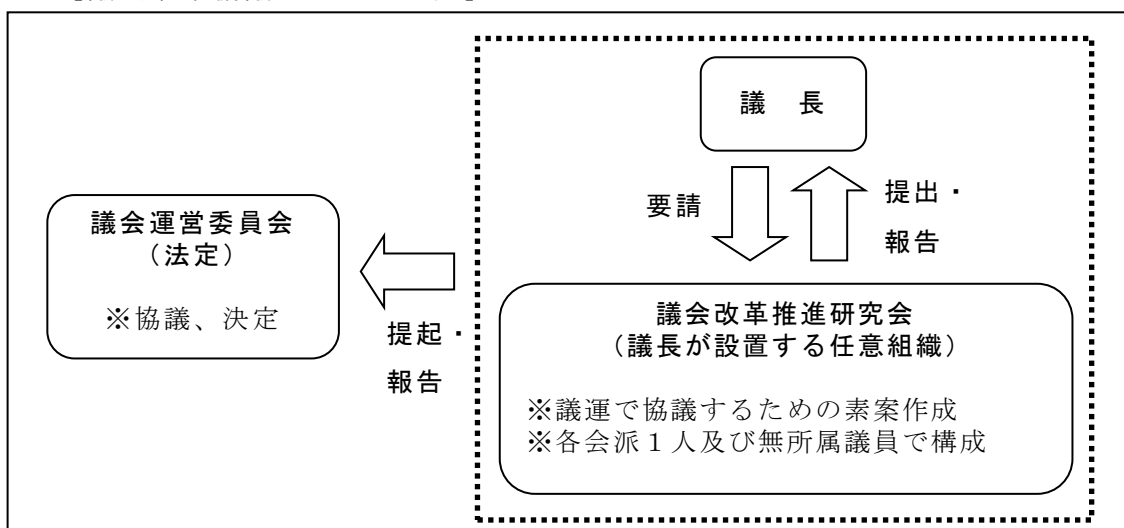 議　長
要請
提出・
報告
議会運営委員会
（法定）
※協議、決定
提起・
報告
議会改革推進研究会
（議長が設置する任意組織）
※議運で協議するための素案作成
※各会派１人及び無所属議員で構成